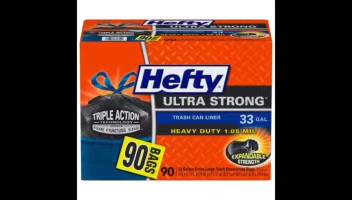 Hefty
ULTRA STRONG
TRASH CAN LINER 33 GAL.
HEAVY DUTY 1.05 MIL
TRIPLE ACTION
TECHNOLOGY
90 BAGS
EXPANDABLE
STRENGTH
90